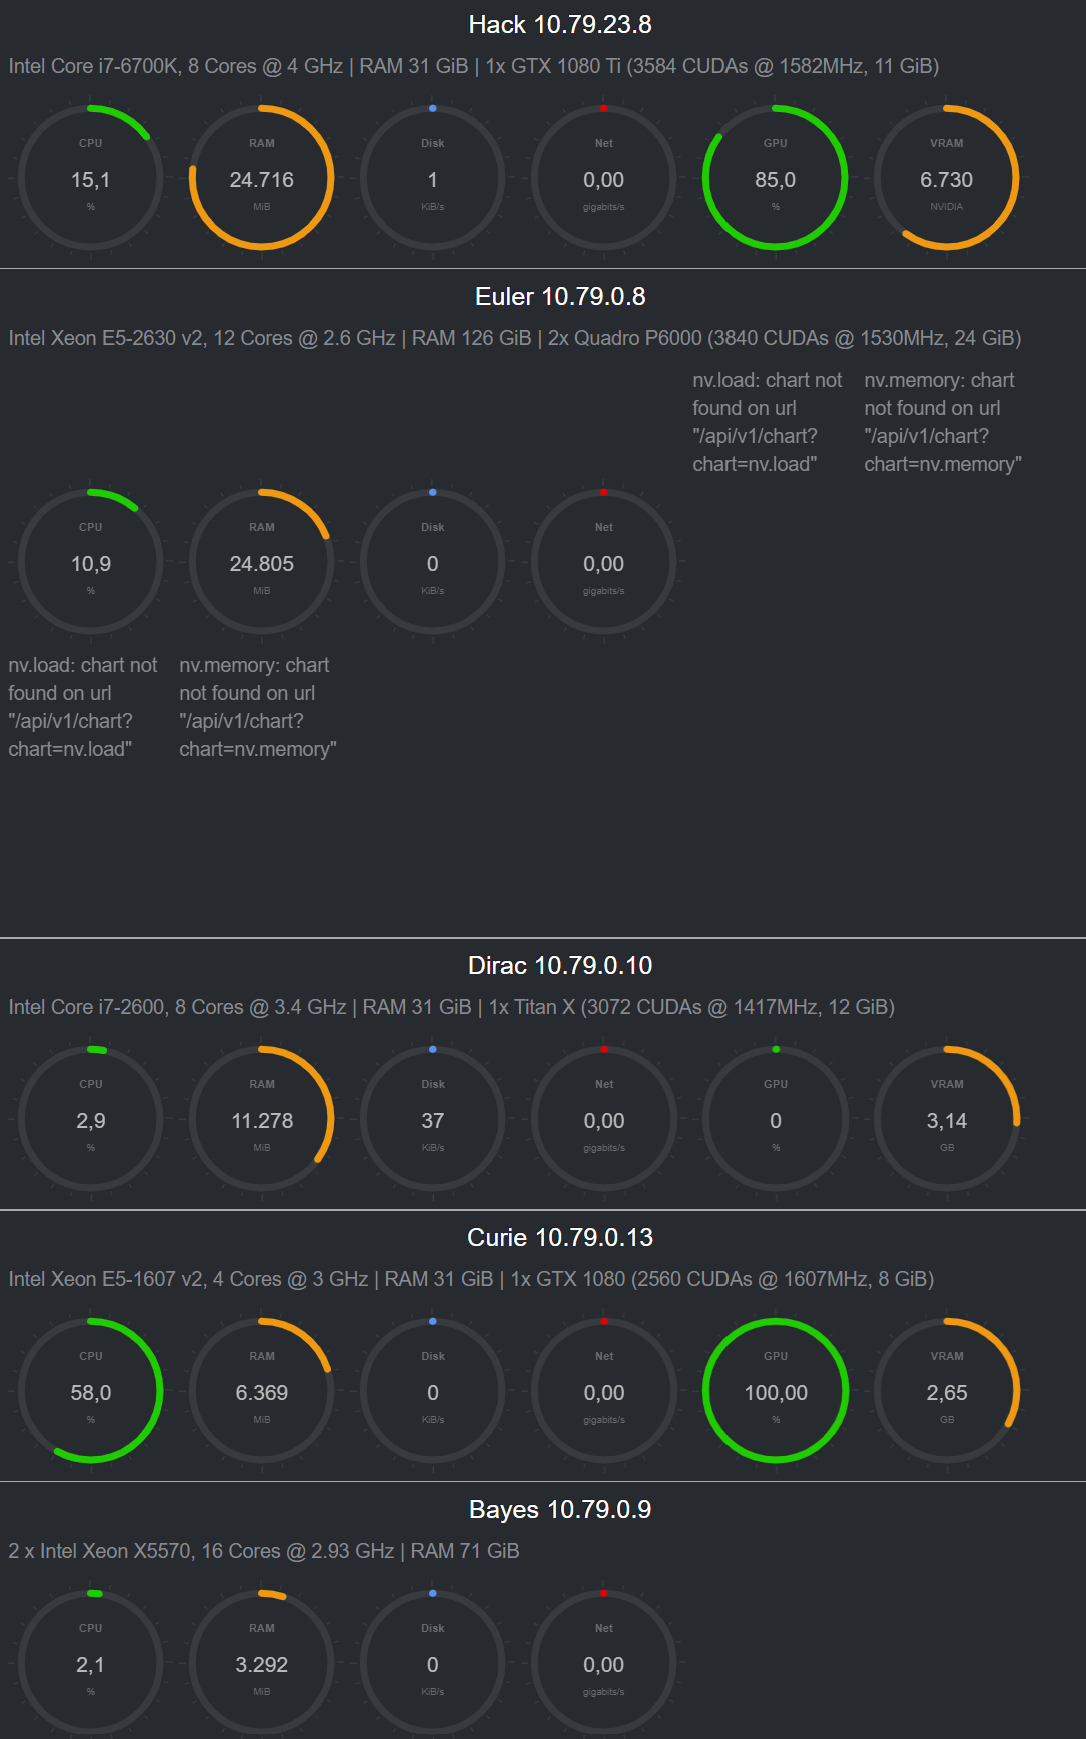 Hack 10.79.23.8
Intel Core i7-6700K, 8 Cores @ 4 GHz | RAM 31 GiB | 1x GTX 1080 Ti (3584 CUDAs @ 1582MHz, 11 GiB)
CPU RAM Disk Net GPU VRAM
15,1 24.716 1 0,00 85,0 6.730
% MiB KiB/s gigabits/s % NVIDIA
Euler 10.79.0.8
Intel Xeon E5-2630 v2, 12 Cores @ 2.6 GHz | RAM 126 GiB | 2x Quadro P6000 (3840 CUDAs @ 1530MHz, 24 GiB)
nv.load: chart not
found on url
"/api/v1/chart?
chart=nv.load"
nv.memory: chart
not found on url
"/api/v1/chart?
chart=nv.memory"
CPU RAM Disk Net
10,9 24.805 0 0,00
% MiB KiB/s gigabits/s
nv.load: chart not
found on url
"/api/v1/chart?
chart=nv.load"
nv.memory: chart
not found on url
"/api/v1/chart?
chart=nv.memory"
Dirac 10.79.0.10
Intel Core i7-2600, 8 Cores @ 3.4 GHz | RAM 31 GiB | 1x Titan X (3072 CUDAs @ 1417MHz, 12 GiB)
CPU RAM Disk Net GPU VRAM
2,9 11.278 37 0,00 0 3,14
% MiB KiB/s gigabits/s % GB
Curie 10.79.0.13
Intel Xeon E5-1607 v2, 4 Cores @ 3 GHz | RAM 31 GiB | 1x GTX 1080 (2560 CUDAs @ 1607MHz, 8 GiB)
CPU RAM Disk Net GPU VRAM
58,0 6.369 0 0,00 100,00 2,65
% MiB KiB/s gigabits/s % GB
Bayes 10.79.0.9
2 x Intel Xeon X5570, 16 Cores @ 2.93 GHz | RAM 71 GiB
CPU RAM Disk Net
2,1 3.292 0 0,00
% MiB KiB/s gigabits/s